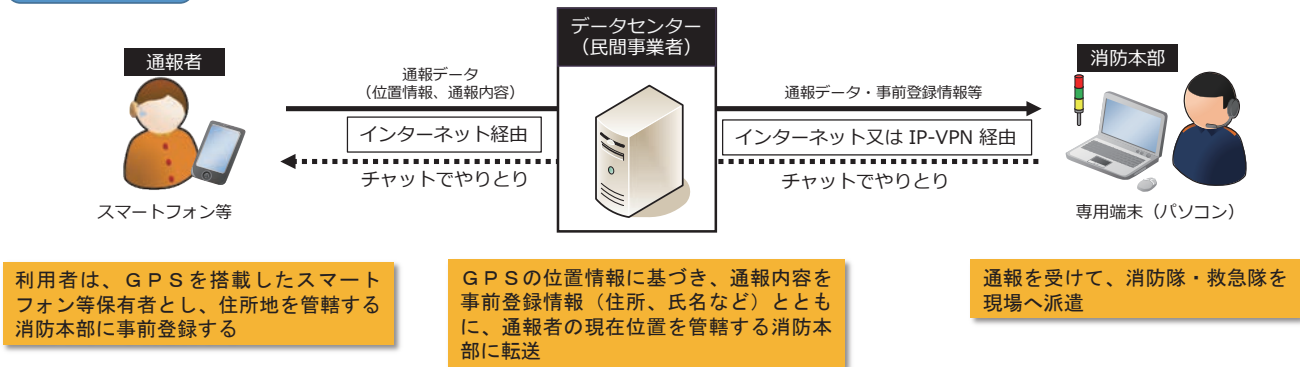 データセンター
（民間事業者）
通報者
消防本部
通報データ
（位置情報、通報内容）
通報データ・事前登録情報等
インターネット経由
インターネット又は IP-VPN 経由
チャットでやりとり
チャットでやりとり
スマートフォン等
専用端末（パソコン）
利用者は、ＧＰＳを搭載したスマート
フォン等保有者とし、住所地を管轄する
消防本部に事前登録する
ＧＰＳの位置情報に基づき、通報内容を
事前登録情報（住所、氏名など）ととも
に、通報者の現在位置を管轄する消防本
部に転送
通報を受けて、消防隊・救急隊を
現場へ派遣